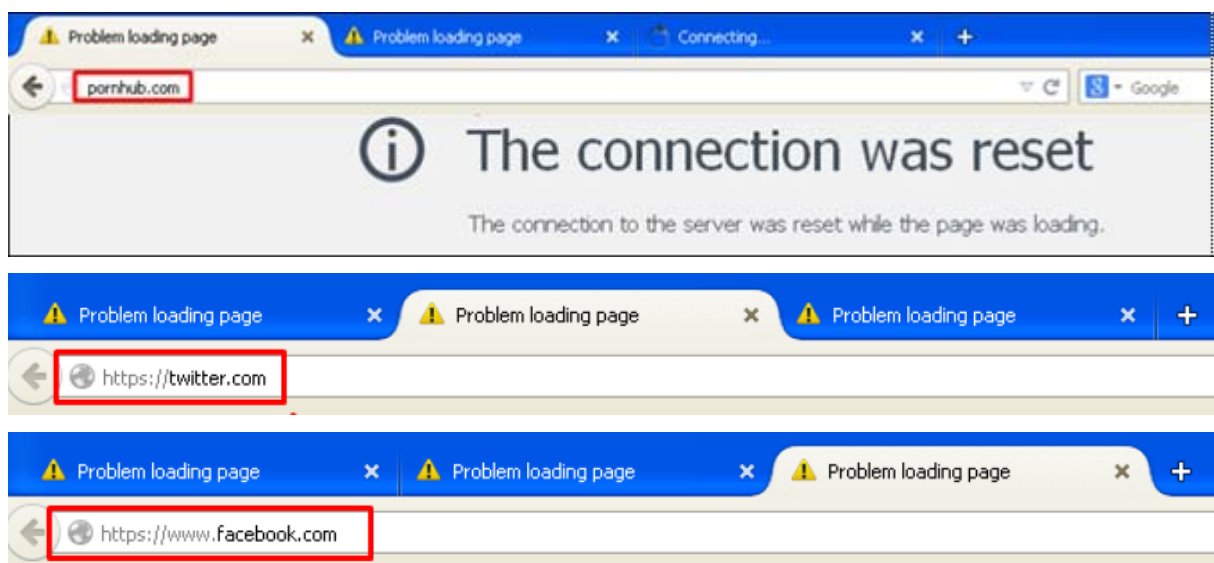 Problem loading page Problem loading page Connecting...
pornhub.com Google
The connection was reset
The connection to the server was reset while the page was loading.
Problem loading page Problem loading page Problem loading page
https://twitter.com
Problem loading page Problem loading page Problem loading page
https://www.facebook.com